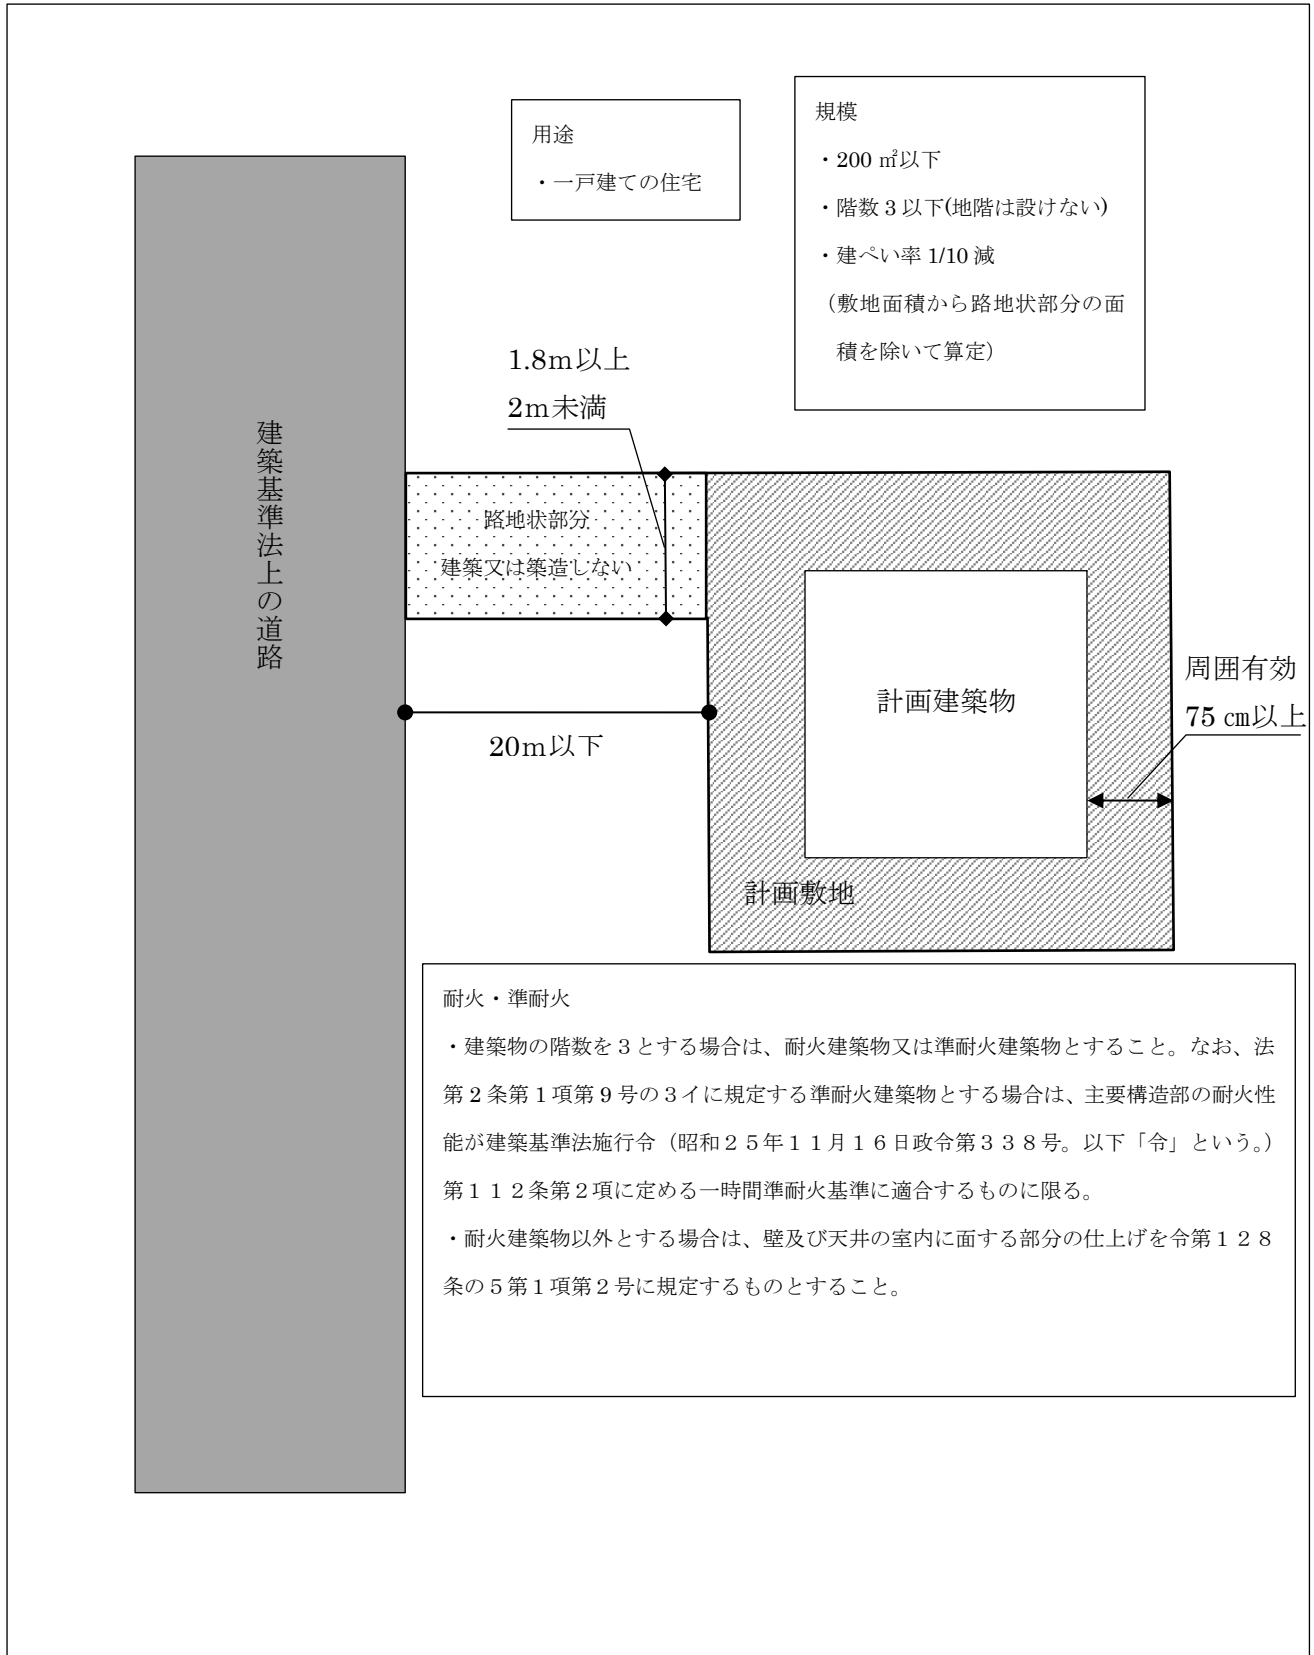 用途
・一戸建ての住宅
規模
・200 ㎡以下
・階数 3 以下(地階は設けない)
・建ぺい率 1/10 減
（敷地面積から路地状部分の面
積を除いて算定）
1.8ｍ以上
2ｍ未満
建築基準法上の道路
路地状部分
建築又は築造しない
20ｍ以下
計画建築物
周囲有効
75 ㎝以上
計画敷地
耐火・準耐火
・建築物の階数を３とする場合は、耐火建築物又は準耐火建築物とすること。なお、法
第 2 条第 1 項第 9 号の３イに規定する準耐火建築物とする場合は、主要構造部の耐火性
能が建築基準法施行令（昭和２５年１１月１６日政令第３３８号。以下「令」という。）
第１１２条第２項に定める一時間準耐火基準に適合するものに限る。
・耐火建築物以外とする場合は、壁及び天井の室内に面する部分の仕上げを令第１２８
条の５第１項第２号に規定するものとすること。